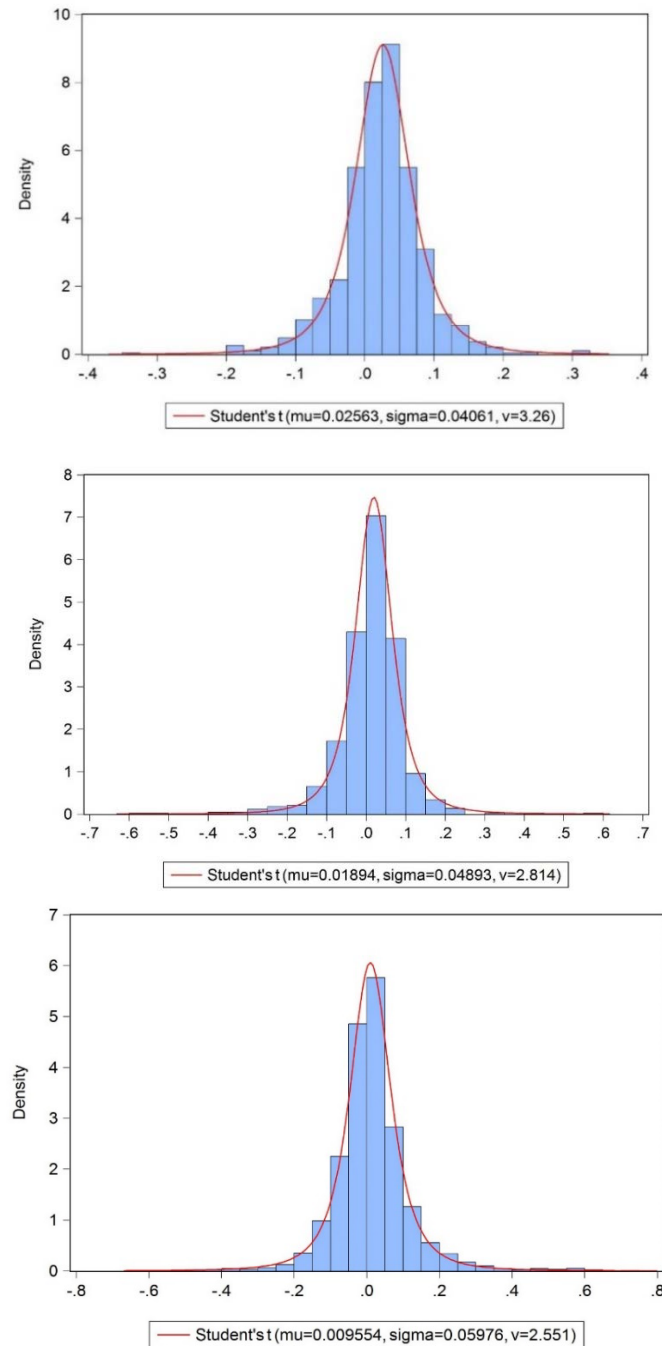 10
8
6
4
2
0
Density
-.4 -.3 -.2 -.1 .0 .1 .2 .3 .4
Student's t (mu=0.02563, sigma=0.04061, v=3.26)
8
7
6
5
4
3
2
1
0
Density
-.7 -.6 -.5 -.4 -.3 -.2 -.1 .0 .1 .2 .3 .4 .5 .6 .7
Student's t (mu=0.01894, sigma=0.04893, v=2.814)
7
6
5
4
3
2
1
0
Density
-.8 -.6 -.4 -.2 .0 .2 .4 .6 0.8
Student's t (mu=0.009554, sigma=0.05976, v=2.551)